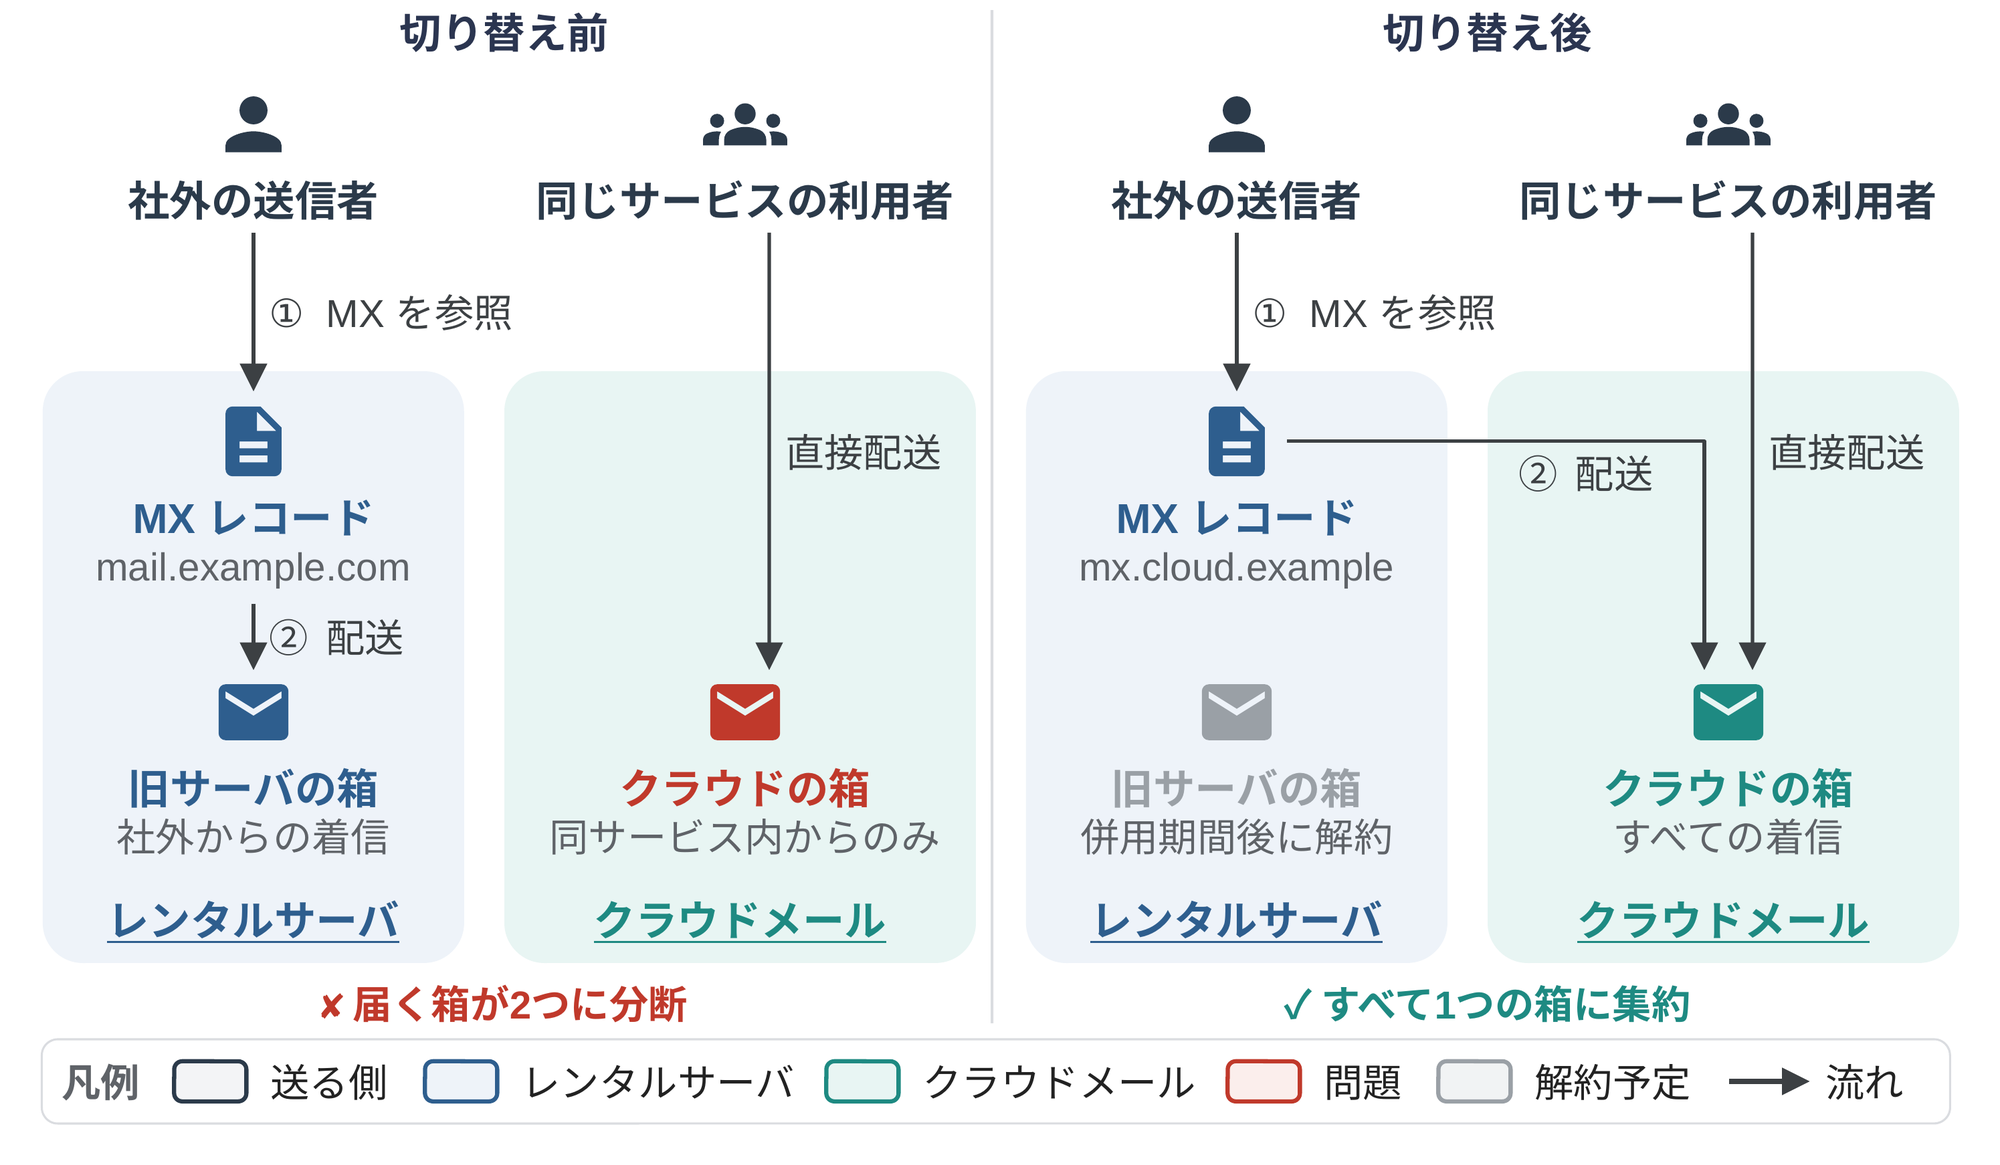 切り替え前
社外の送信者
同じサービスの利用者
① MX を参照
直接配送
MX レコード
mail.example.com
② 配送
旧サーバの箱
社外からの着信
レンタルサーバ
クラウドの箱
同サービス内からのみ
クラウドメール
✘ 届く箱が2つに分断
切り替え後
社外の送信者
同じサービスの利用者
① MX を参照
直接配送
② 配送
MX レコード
mx.cloud.example
旧サーバの箱
併用期間後に解約
レンタルサーバ
クラウドの箱
すべての着信
クラウドメール
✓ すべて1つの箱に集約
凡例 送る側 レンタルサーバ クラウドメール 問題 解約予定 流れ